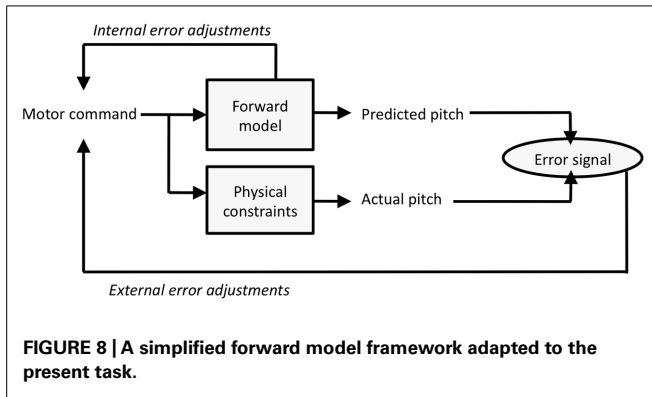 Internal error adjustments
Motor command
Forward
model
Predicted pitch
Error signal
Physical
constraints
Actual pitch
External error adjustments
FIGURE 8 | A simplified forward model framework adapted to the
present task.